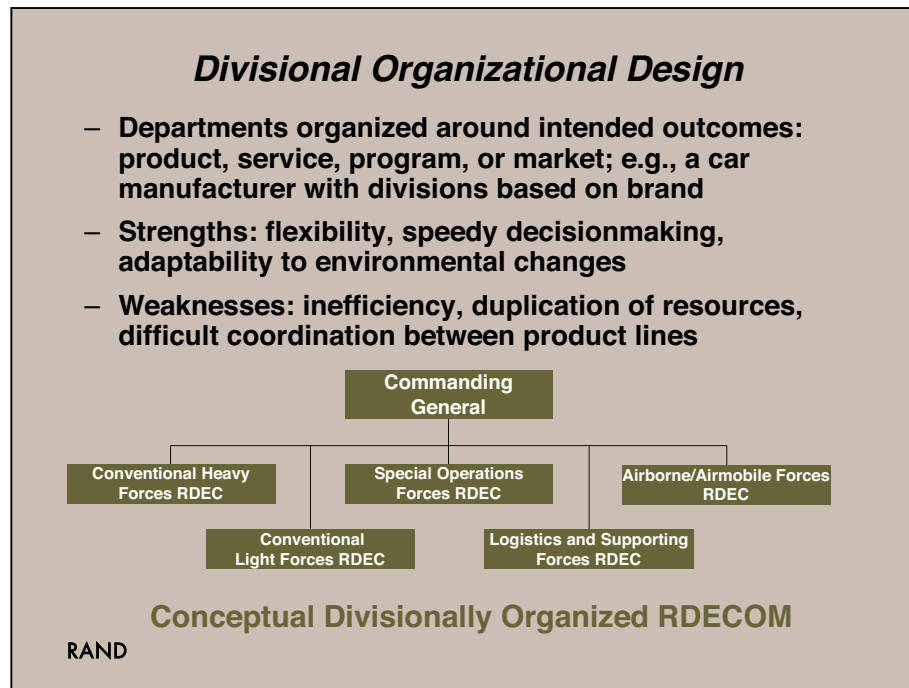 Divisional Organizational Design
– Departments organized around intended outcomes:
product, service, program, or market; e.g., a car
manufacturer with divisions based on brand
– Strengths: flexibility, speedy decisionmaking,
adaptability to environmental changes
– Weaknesses: inefficiency, duplication of resources,
difficult coordination between product lines
Commanding
General
Conventional Heavy
Forces RDEC
Special Operations
Forces RDEC
Airborne/Airmobile Forces
RDEC
Conventional
Light Forces RDEC
Logistics and Supporting
Forces RDEC
Conceptual Divisionally Organized RDECOM
RAND